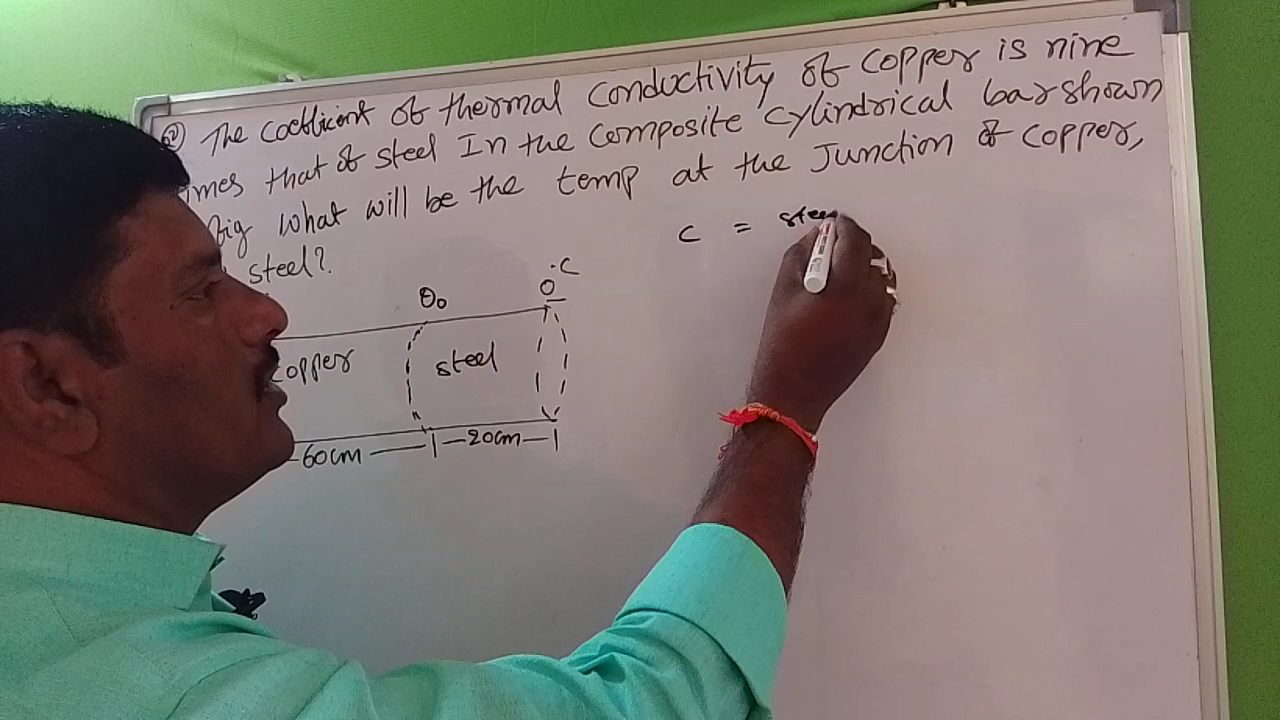 The coefficient of thermal conductivity of copper is nine
imes that of steel In the composite cylindrical bar shown
fig what will be the temp at the Junction of copper,
steel?
c = stee
θ₀
0 °C
copper
steel
60cm
20cm